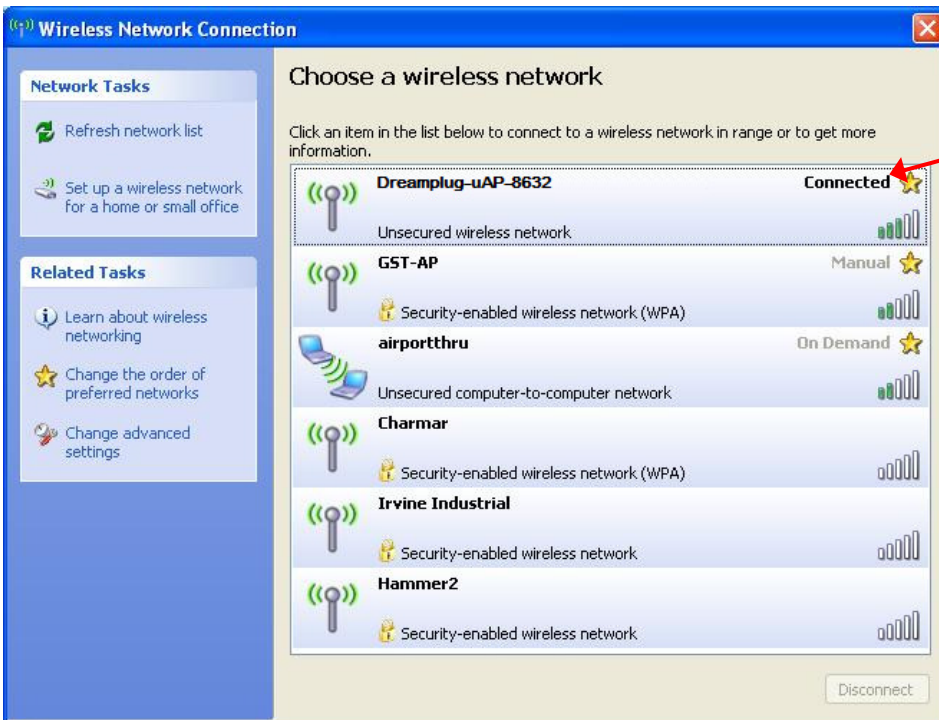 Wireless Network Connection
Network Tasks
Refresh network list
Set up a wireless network
for a home or small office
Related Tasks
Learn about wireless
networking
Change the order of
preferred networks
Change advanced
settings
Choose a wireless network
Click an item in the list below to connect to a wireless network in range or to get more
information.
Dreamplug-uAP-8632 Connected
Unsecured wireless network
GST-AP Manual
Security-enabled wireless network (WPA)
airportthru On Demand
Unsecured computer-to-computer network
Charmar
Security-enabled wireless network (WPA)
Irvine Industrial
Security-enabled wireless network
Hammer2
Security-enabled wireless network
Disconnect